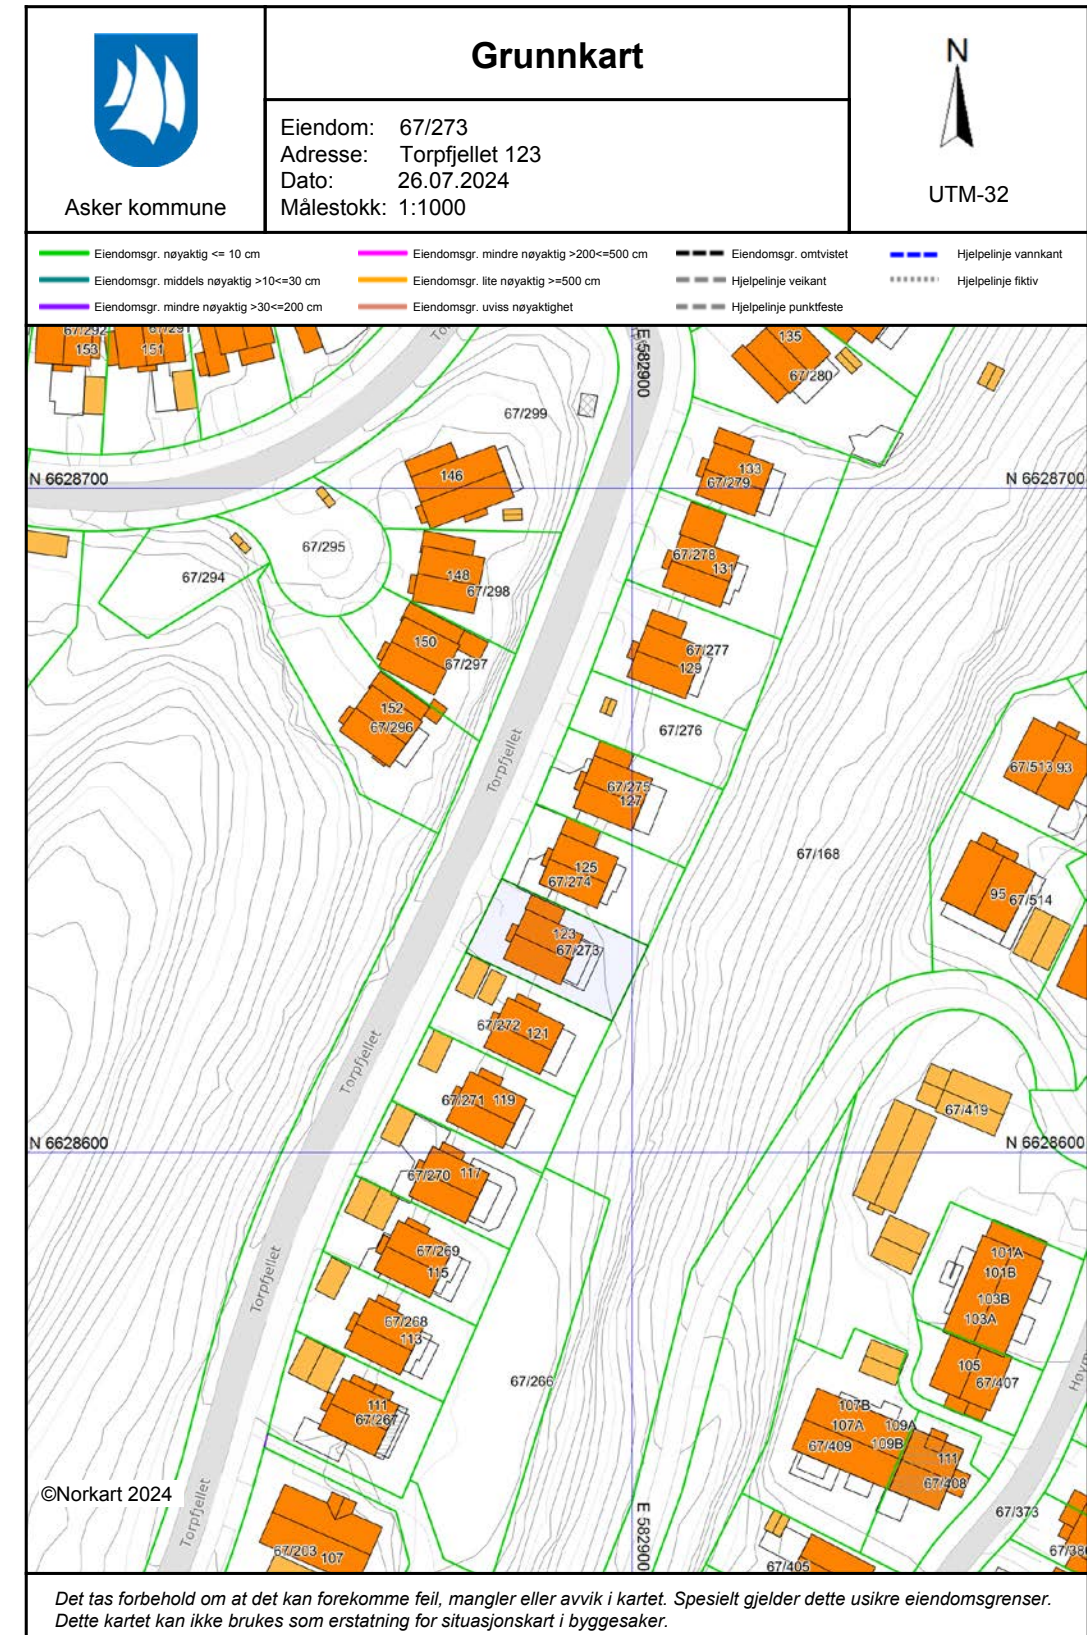 Grunnkart
N
Eiendom: 67/273
Adresse: Torpfjellet 123
Dato: 26.07.2024
Målestokk: 1:1000
Asker kommune
UTM-32
Eiendomsgr. nøyaktig <= 10 cm
Eiendomsgr. middels nøyaktig >10<=30 cm
Eiendomsgr. mindre nøyaktig >30<=200 cm
Eiendomsgr. mindre nøyaktig >200<=500 cm
Eiendomsgr. lite nøyaktig >=500 cm
Eiendomsgr. uviss nøyaktighet
Eiendomsgr. omtvistet
Hjelpelinje veikant
Hjelpelinje punktfeste
Hjelpelinje vannkant
Hjelpelinje fiktiv
67/292
153
67/291
151
E 582900
135
67/280
67/299
146
N 6628700
133
67/279
N 6628700
67/295
67/294
148
67/298
67/278
131
150
67/297
67/277
129
152
67/296
67/276
Torpfjellet
67/275
127
67/513 93
67/168
125
67/274
95 67/514
123
67/273
67/272 121
Torpfjellet
67/271 119
67/419
N 6628600
N 6628600
67/270 117
67/269
115
Torpfjellet
101A
101B
103B
103A
67/268
113
105
67/407
67/266
111
67/267
107B
107A
67/409
109A
109B
111
67/408
©Norkart 2024
Torpfjellet
E 582900
67/373
67/203 107
67/405
Det tas forbehold om at det kan forekomme feil, mangler eller avvik i kartet. Spesielt gjelder dette usikre eiendomsgrenser.
Dette kartet kan ikke brukes som erstatning for situasjonskart i byggesaker.